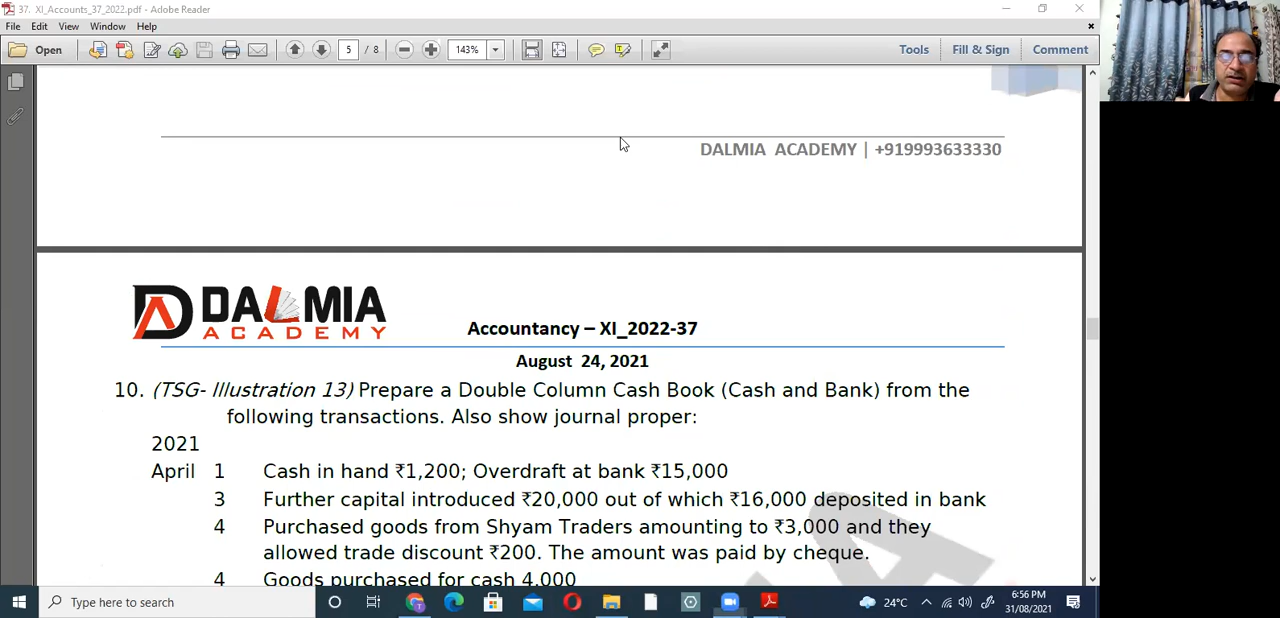 37. XI_Accounts_37_2022.pdf - Adobe Reader
File Edit View Window Help
Open 5 / 8 143% Tools Fill & Sign Comment
DALMIA ACADEMY | +919993633330
DALMIA
ACADEMY
Accountancy – XI_2022-37
August 24, 2021
10. (TSG- Illustration 13) Prepare a Double Column Cash Book (Cash and Bank) from the
following transactions. Also show journal proper:
2021
April 1 Cash in hand ₹1,200; Overdraft at bank ₹15,000
3 Further capital introduced ₹20,000 out of which ₹16,000 deposited in bank
4 Purchased goods from Shyam Traders amounting to ₹3,000 and they
allowed trade discount ₹200. The amount was paid by cheque.
4 Goods purchased for cash 4,000
Type here to search 24°C 6:56 PM
31/08/2021